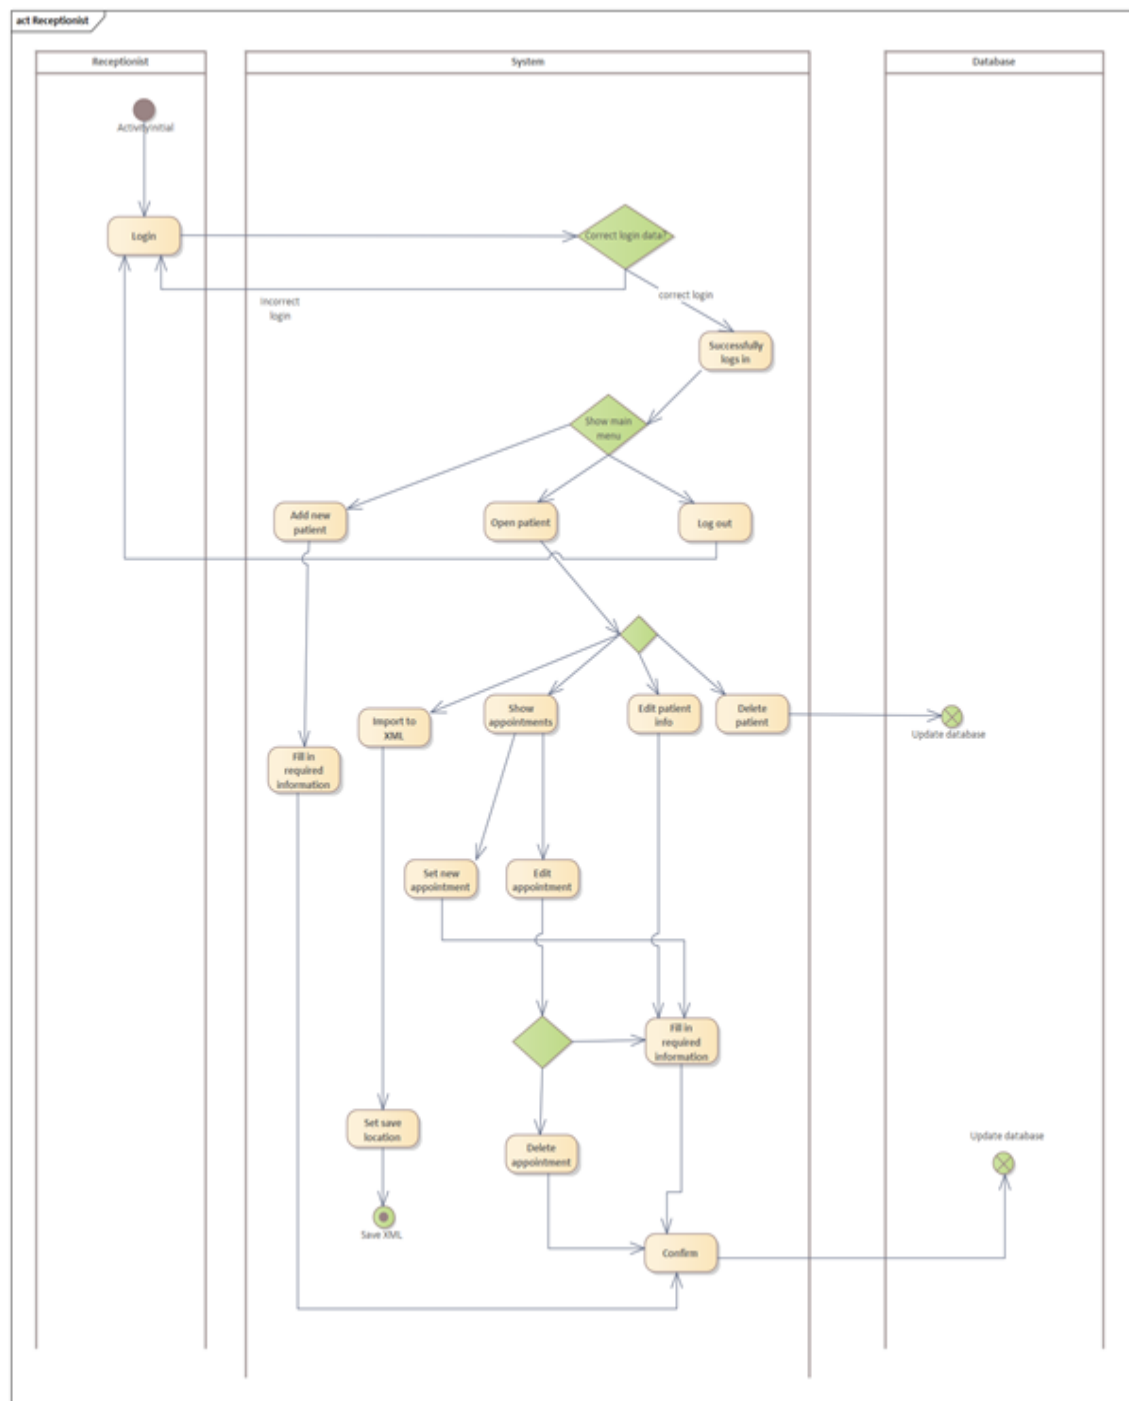 act Receptionist
Receptionist
System
Database
ActivityInitial
Login
Correct login data?
Incorrect
login
correct login
Successfully
logs in
Show main
menu
Add new
patient
Open patient
Log out
Import to
XML
Show
appointments
Edit patient
info
Delete
patient
Update database
Fill in
required
information
Set new
appointment
Edit
appointment
Fill in
required
information
Set save
location
Delete
appointment
Update database
Save XML
Confirm